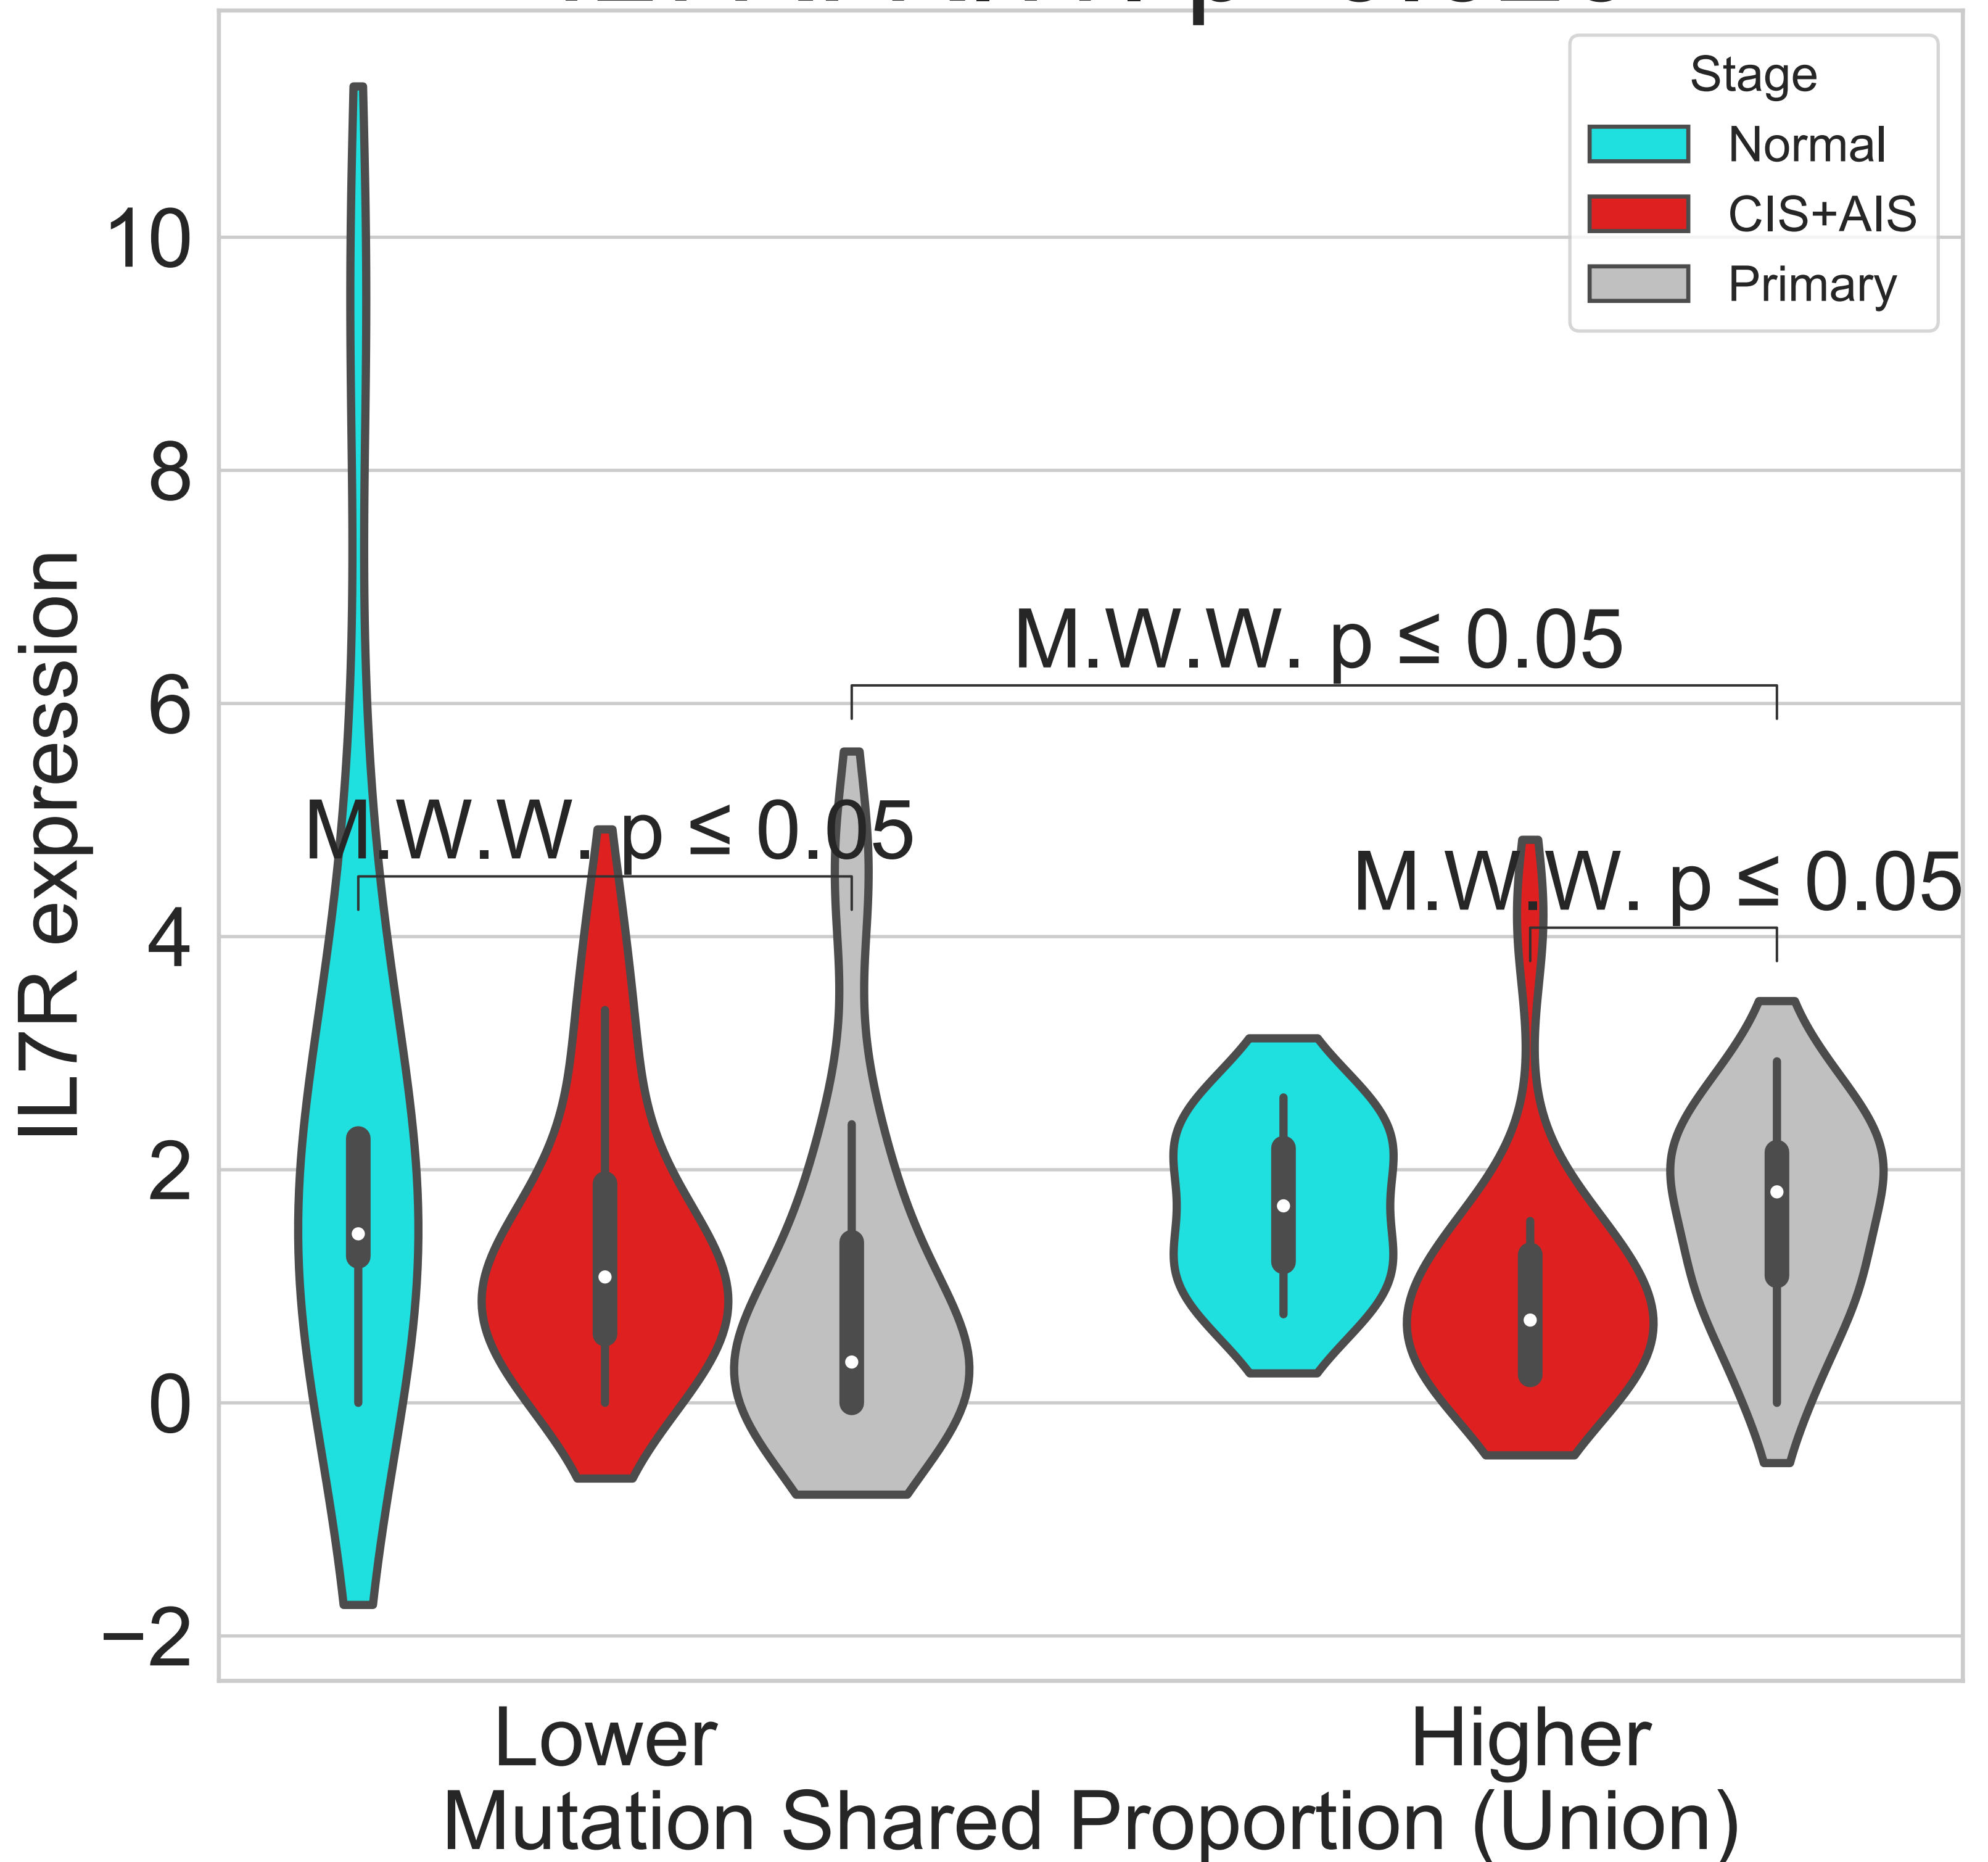 Stage
Normal
CIS+AIS
Primary
10
8
6
4
2
0
−2
IL7R expression
M.W.W. p ≤ 0.05
M.W.W. p ≤ 0.05
M.W.W. p ≤ 0.05
Lower
Higher
Mutation Shared Proportion (Union)